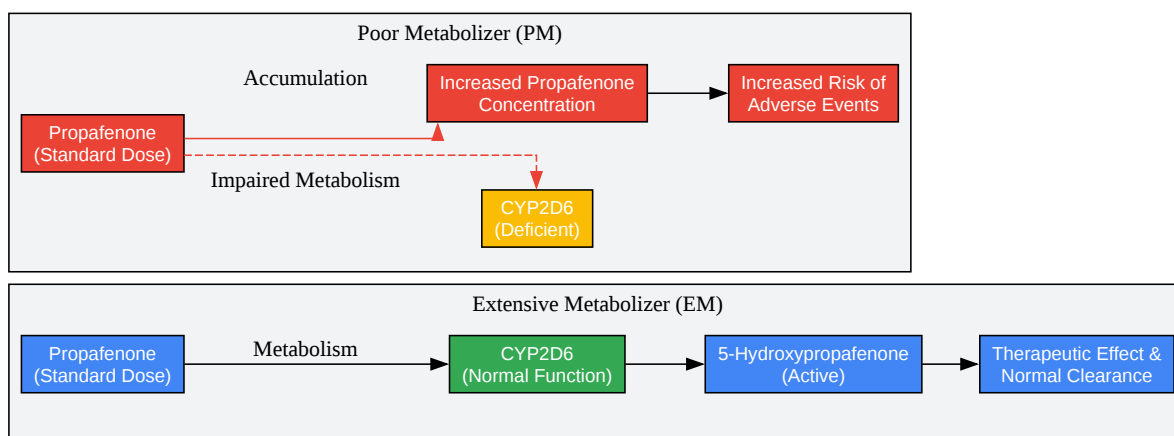 Poor Metabolizer (PM)
Accumulation
Increased Propafenone
Concentration
Increased Risk of
Adverse Events
Propafenone
(Standard Dose)
Impaired Metabolism
CYP2D6
(Deficient)
Extensive Metabolizer (EM)
Propafenone
(Standard Dose)
Metabolism
CYP2D6
(Normal Function)
5-Hydroxypropafenone
(Active)
Therapeutic Effect &
Normal Clearance